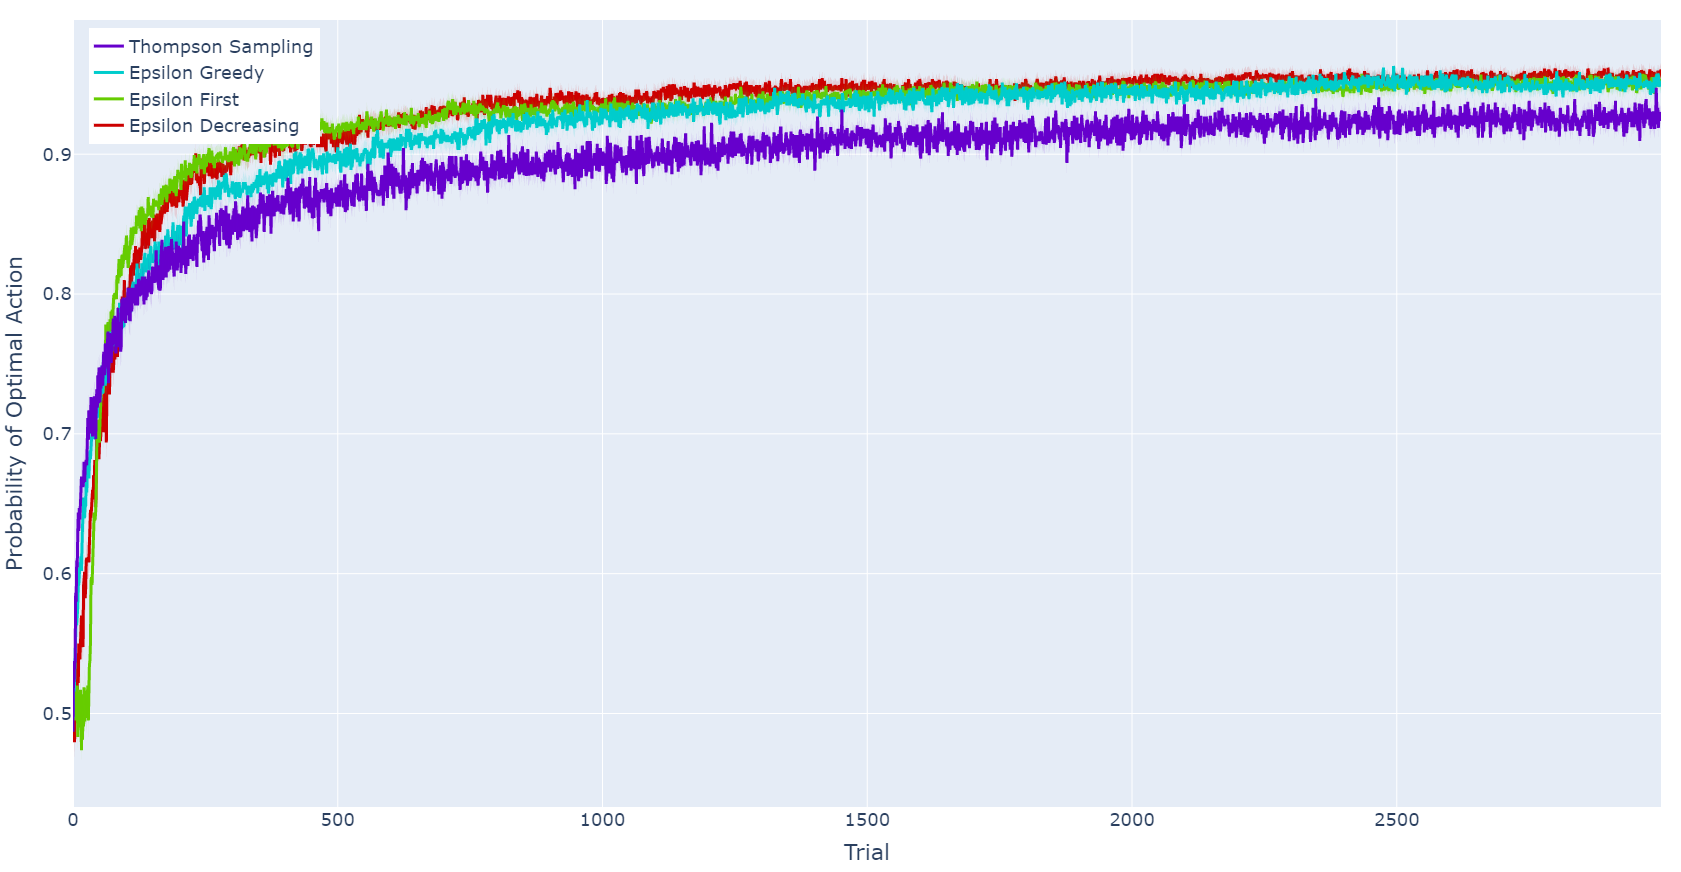 Thompson Sampling
Epsilon Greedy
Epsilon First
Epsilon Decreasing
0.9
0.8
0.7
0.6
0.5
Probability of Optimal Action
0
500
1000
1500
2000
2500
Trial